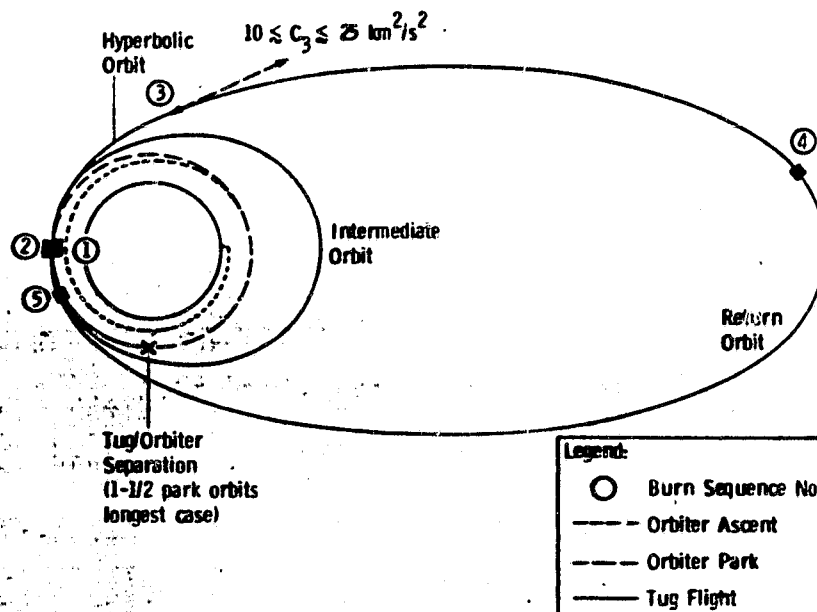 10 ≤ C₃ ≤ 25 km²/s²
Hyperbolic
Orbit
③
④
②
①
Intermediate
Orbit
⑤
Return
Orbit
Tug/Orbiter
Separation
(1-1/2 park orbits
longest case)
Legend:
Burn Sequence No
Orbiter Ascent
Orbiter Park
Tug Flight